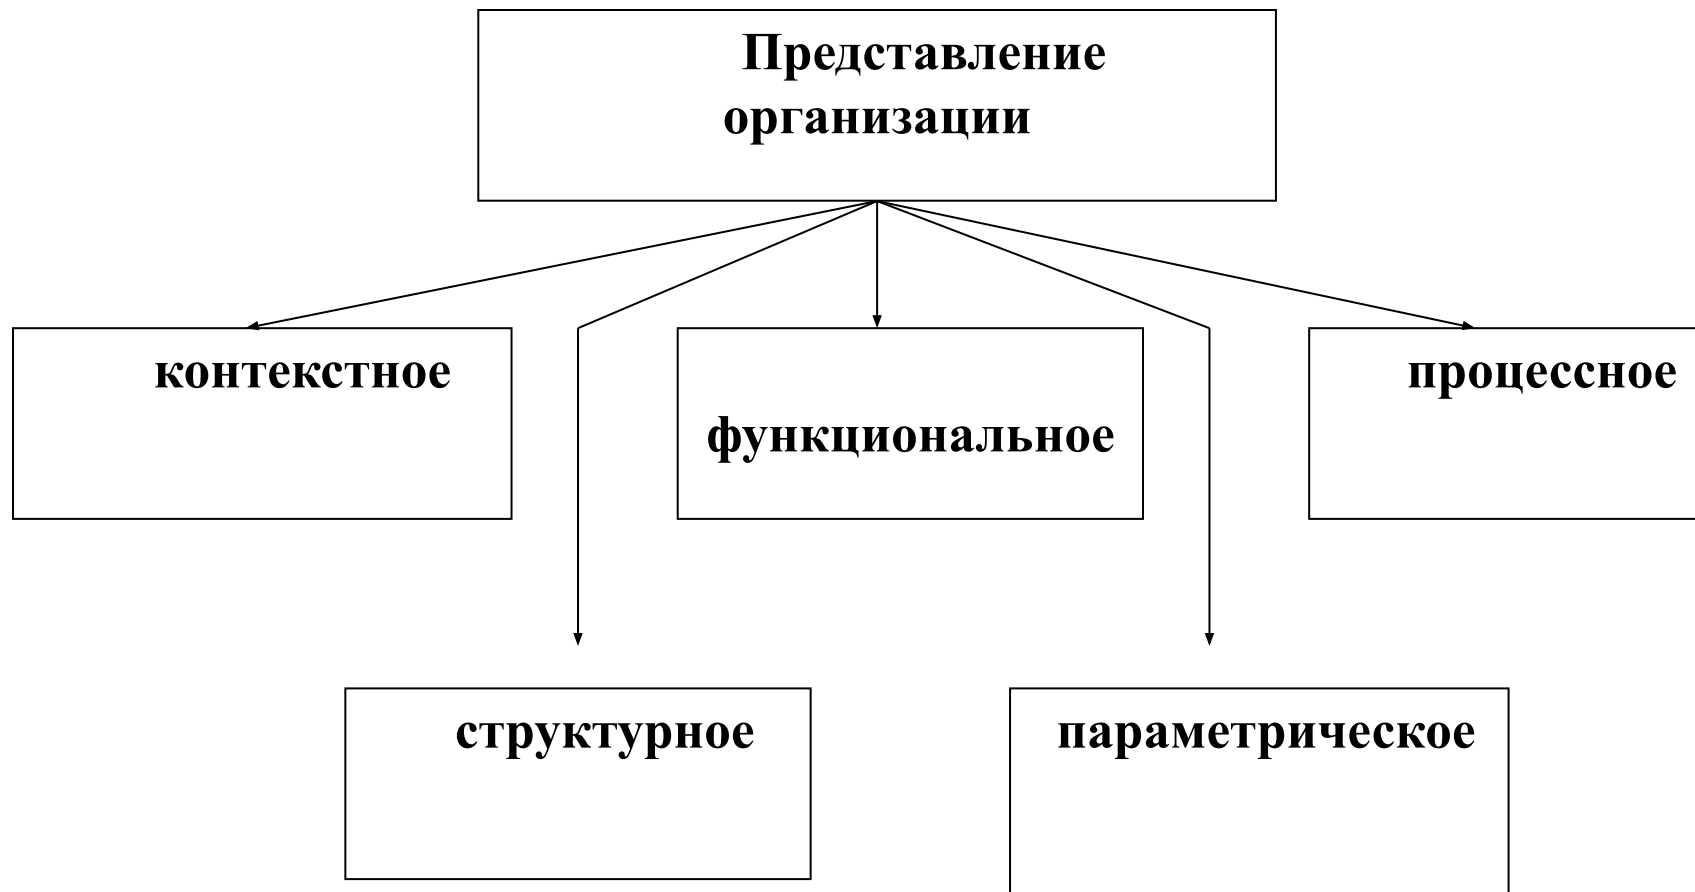 Представление
организации
контекстное
функциональное
процессное
структурное
параметрическое